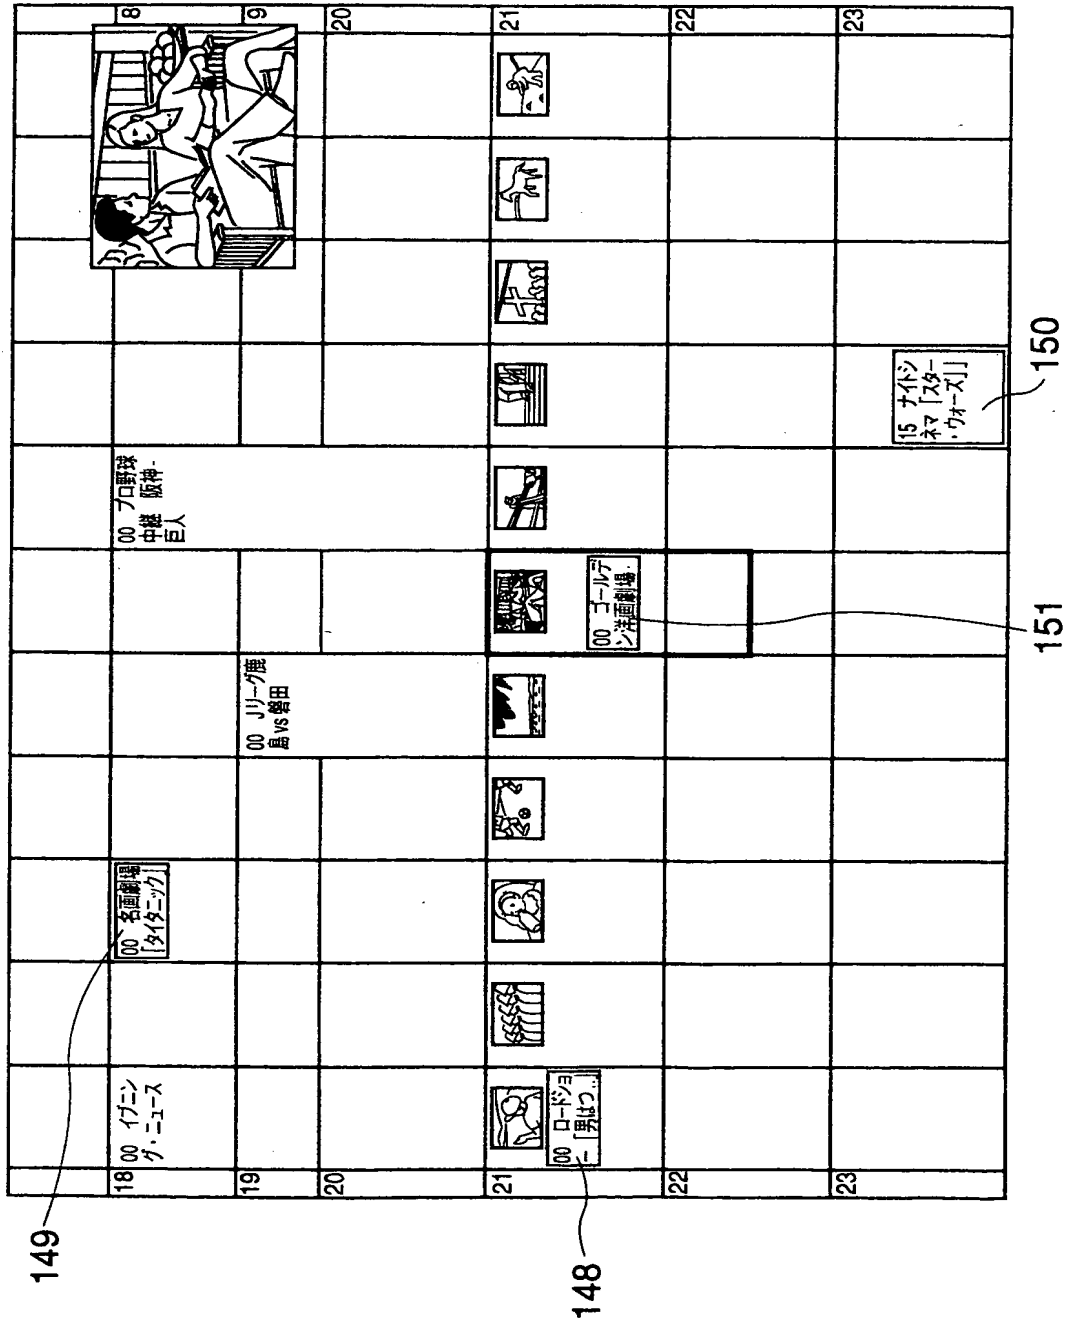 18
19
20
21
22
23
8
9
20
21
22
23
00 イブニン
グ・ニュース
00 名画劇場
「タイタニック」
00 Jリーグ鹿
島vs磐田
00 プロ野球
中継 阪神-
巨人
00 ロードショ
ー「男はつ...」
00 ゴールデ
ン洋画劇場・
15 ナイトシ
ネマ「スター
・ウォーズ」」
149
148
151
150